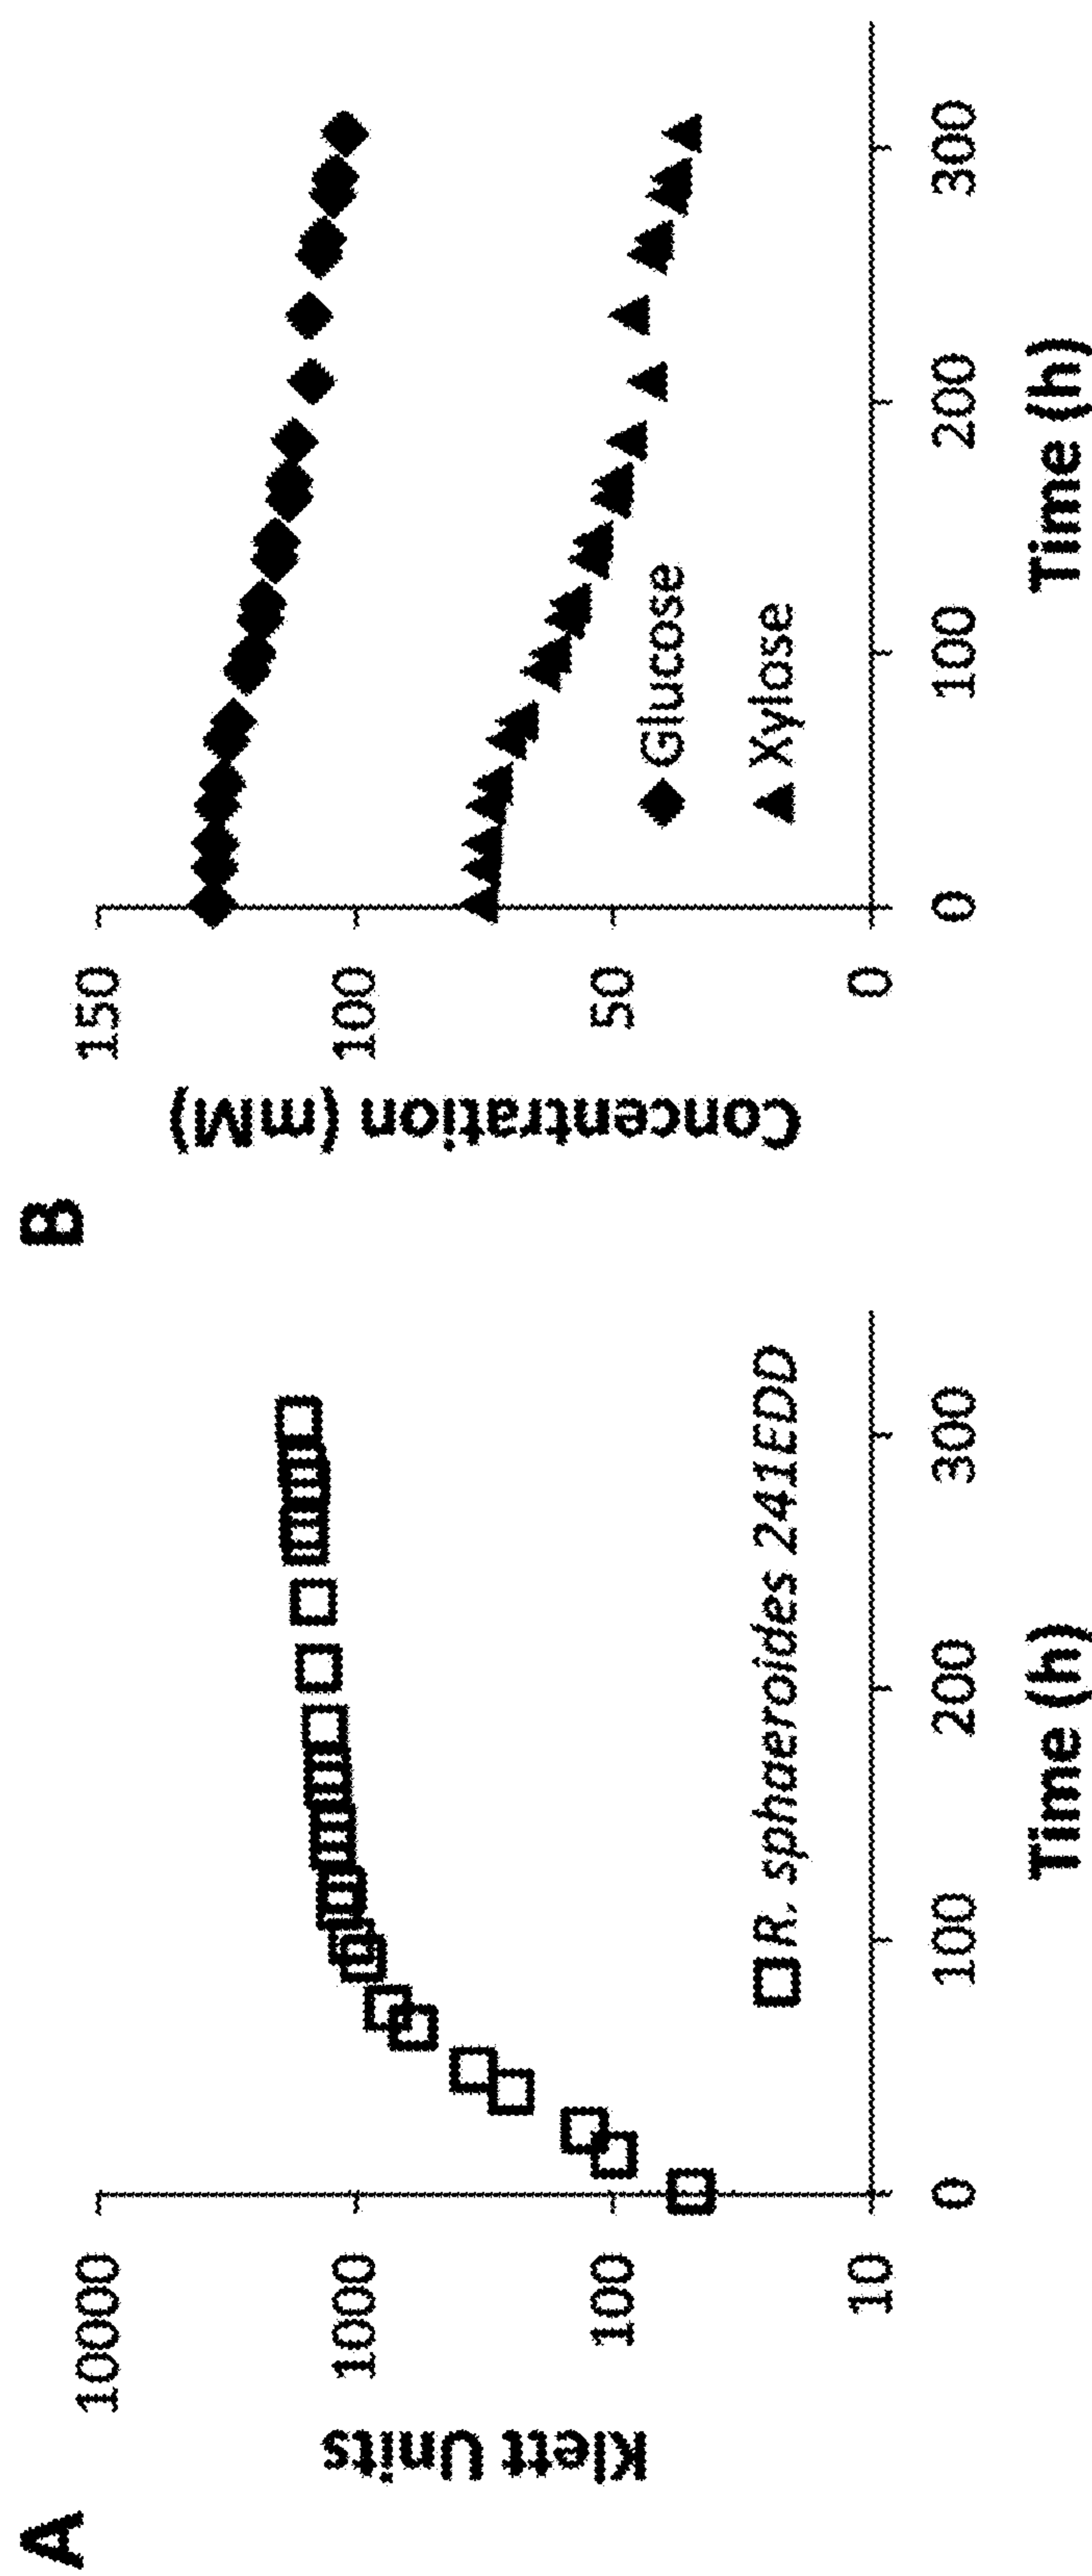 A
Klett Units
10000
1000
100
10
0
100
200
300
Time (h)
R. sphaeroides 241EDD
B
Concentration (mM)
150
100
50
0
0
100
200
300
Time (h)
Glucose
Xylose